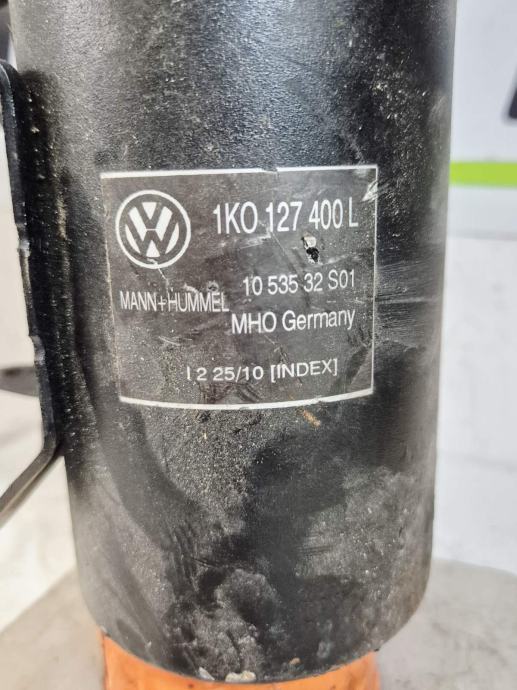 1K0 127 400 L
10 535 32 S01
MANN+HUMMEL
MHO Germany
I 2 25/10 [INDEX]